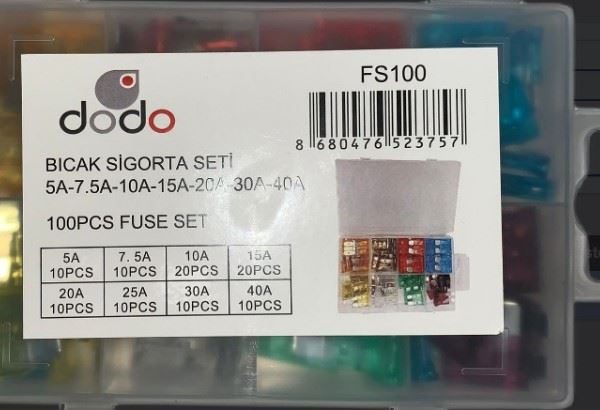 FS100
dodo
8 680476 523757
BIÇAK SİGORTA SETİ
5A-7.5A-10A-15A-20A-30A-40A
100PCS FUSE SET
5A 7. 5A 10A 15A
10PCS 10PCS 20PCS 20PCS
20A 25A 30A 40A
10PCS 10PCS 10PCS 10PCS